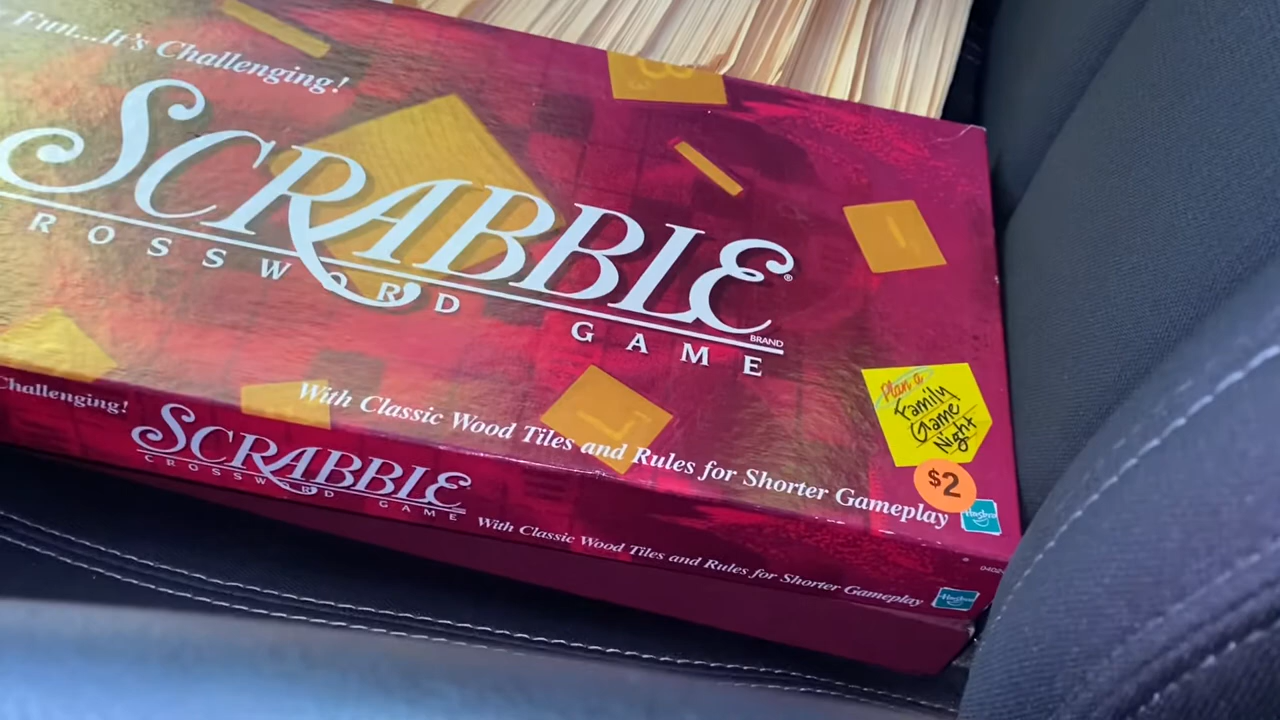 Fun...It's Challenging!
SCRABBLE®
BRAND
ROSSWORD GAME
With Classic Wood Tiles and Rules for Shorter Gameplay
Plan a
Family
Game
Night
$2
Hasbro
Challenging!
SCRABBLE
CROSSWORD GAME
With Classic Wood Tiles and Rules for Shorter Gameplay
Hasbro